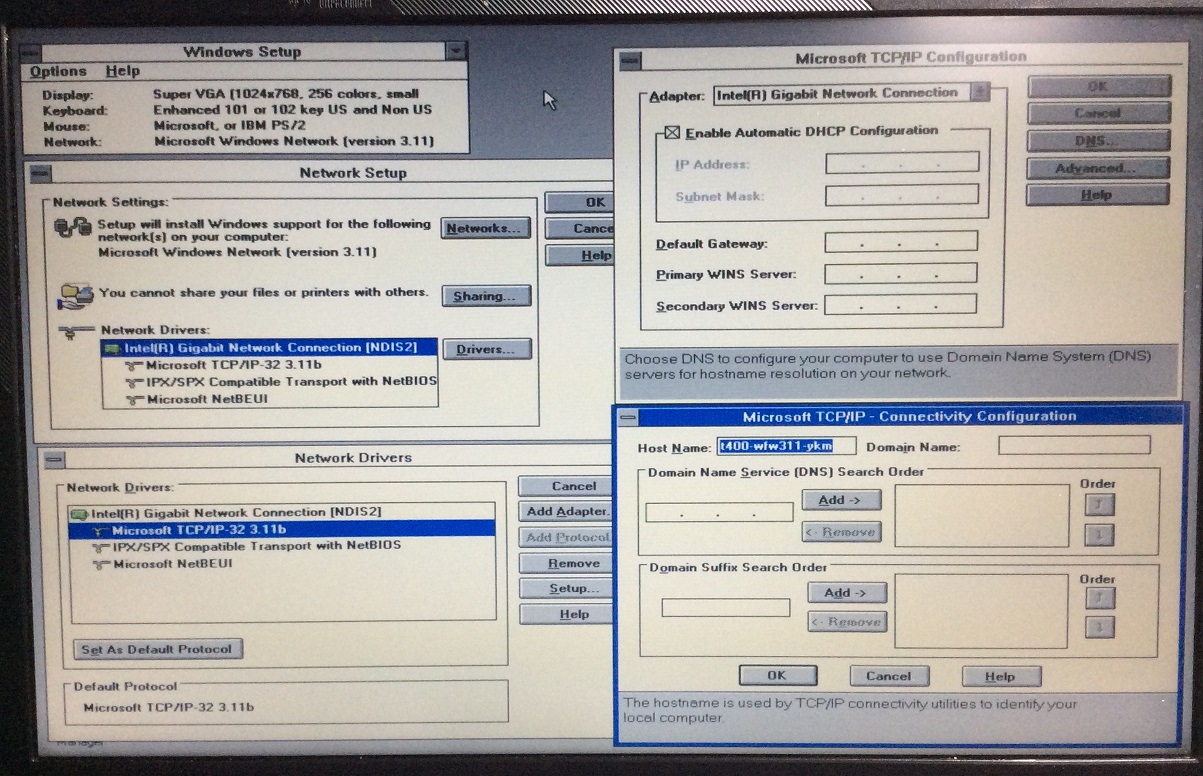 Windows Setup
Options Help
Display: Super VGA (1024x768, 256 colors, small
Keyboard: Enhanced 101 or 102 key US and Non US
Mouse: Microsoft, or IBM PS/2
Network: Microsoft Windows Network (version 3.11)
Network Setup
Network Settings:
Setup will install Windows support for the following
network(s) on your computer:
Microsoft Windows Network (version 3.11)
Networks...
You cannot share your files or printers with others.
Sharing...
Network Drivers:
Intel(R) Gigabit Network Connection [NDIS2]
Microsoft TCP/IP-32 3.11b
IPX/SPX Compatible Transport with NetBIOS
Microsoft NetBEUI
Drivers...
OK
Cance
Help
Network Drivers
Network Drivers:
Intel(R) Gigabit Network Connection [NDIS2]
Microsoft TCP/IP-32 3.11b
IPX/SPX Compatible Transport with NetBIOS
Microsoft NetBEUI
Set As Default Protocol
Default Protocol
Microsoft TCP/IP-32 3.11b
Cancel
Add Adapter.
Add Protocol
Remove
Setup...
Help
Microsoft TCP/IP Configuration
Adapter: Intel(R) Gigabit Network Connection
Enable Automatic DHCP Configuration
IP Address: . . .
Subnet Mask: . . .
Default Gateway: . . .
Primary WINS Server: . . .
Secondary WINS Server: . . .
OK
Cancel
DNS...
Advanced...
Help
Choose DNS to configure your computer to use Domain Name System (DNS)
servers for hostname resolution on your network.
Microsoft TCP/IP - Connectivity Configuration
Host Name: t400-wfw311-ykm Domain Name:
Domain Name Service (DNS) Search Order
. . .
Add ->
<- Remove
Order
Domain Suffix Search Order
Add ->
<- Remove
Order
OK Cancel Help
The hostname is used by TCP/IP connectivity utilities to identify your
local computer.